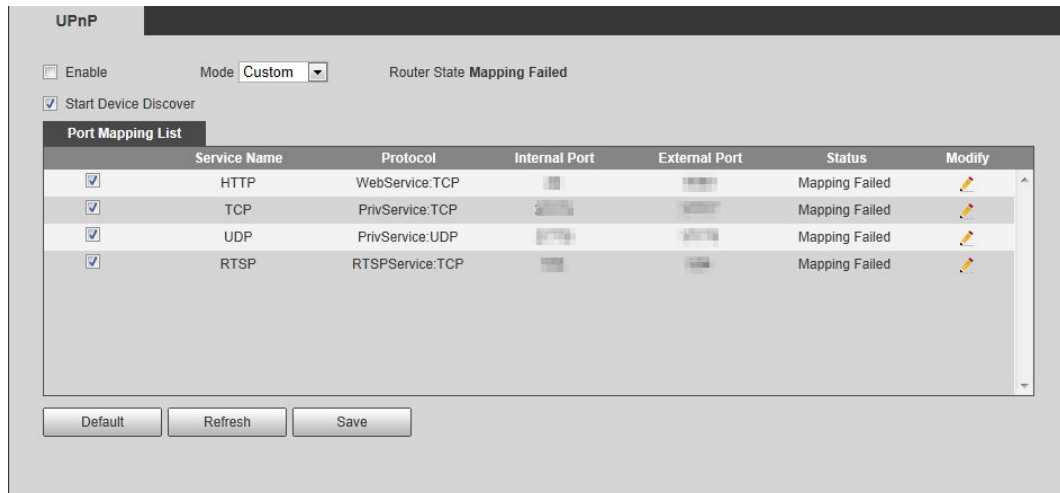 UPnP
Enable Mode Custom Router State Mapping Failed
Start Device Discover
Port Mapping List
Service Name Protocol Internal Port External Port Status Modify
HTTP WebService:TCP Mapping Failed
TCP PrivService:TCP Mapping Failed
UDP PrivService:UDP Mapping Failed
RTSP RTSPService:TCP Mapping Failed
Default Refresh Save